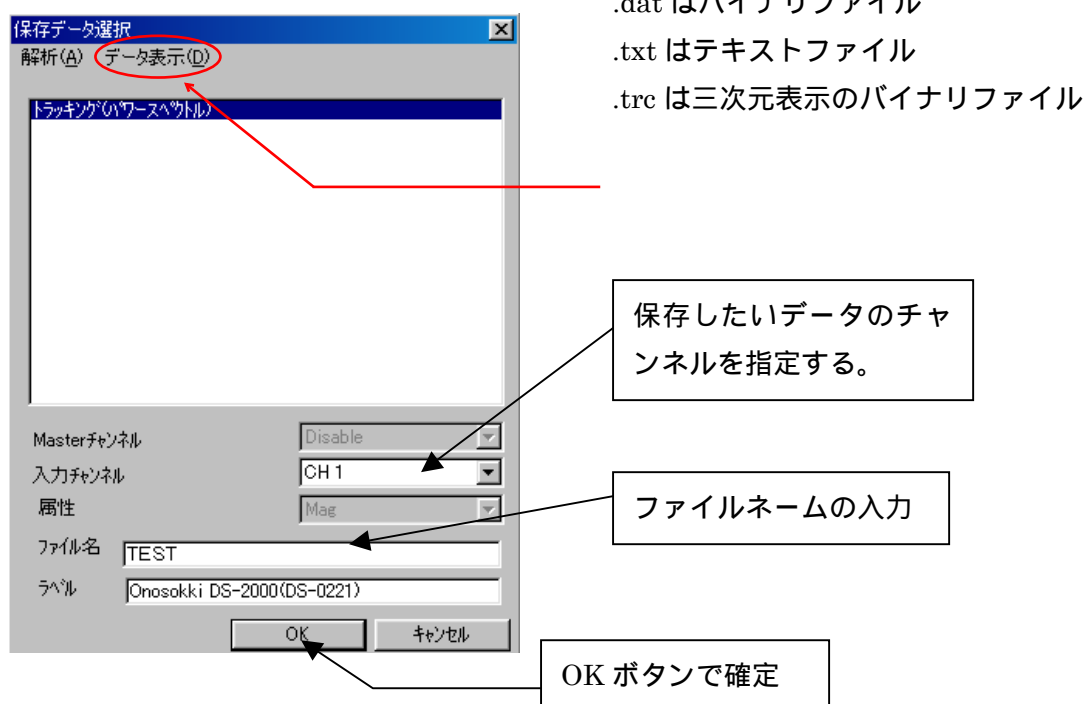 .dat はバイナリファイル
.txt はテキストファイル
.trc は三次元表示のバイナリファイル
保存データ選択
解析(A) データ表示(D)
トラッキング(パワースペクトル)
保存したいデータのチャ
ンネルを指定する。
Masterチャンネル Disable
入力チャンネル CH 1
属性 Mag
ファイルネームの入力
ファイル名 TEST
ラベル Onosokki DS-2000(DS-0221)
OK キャンセル
OK ボタンで確定